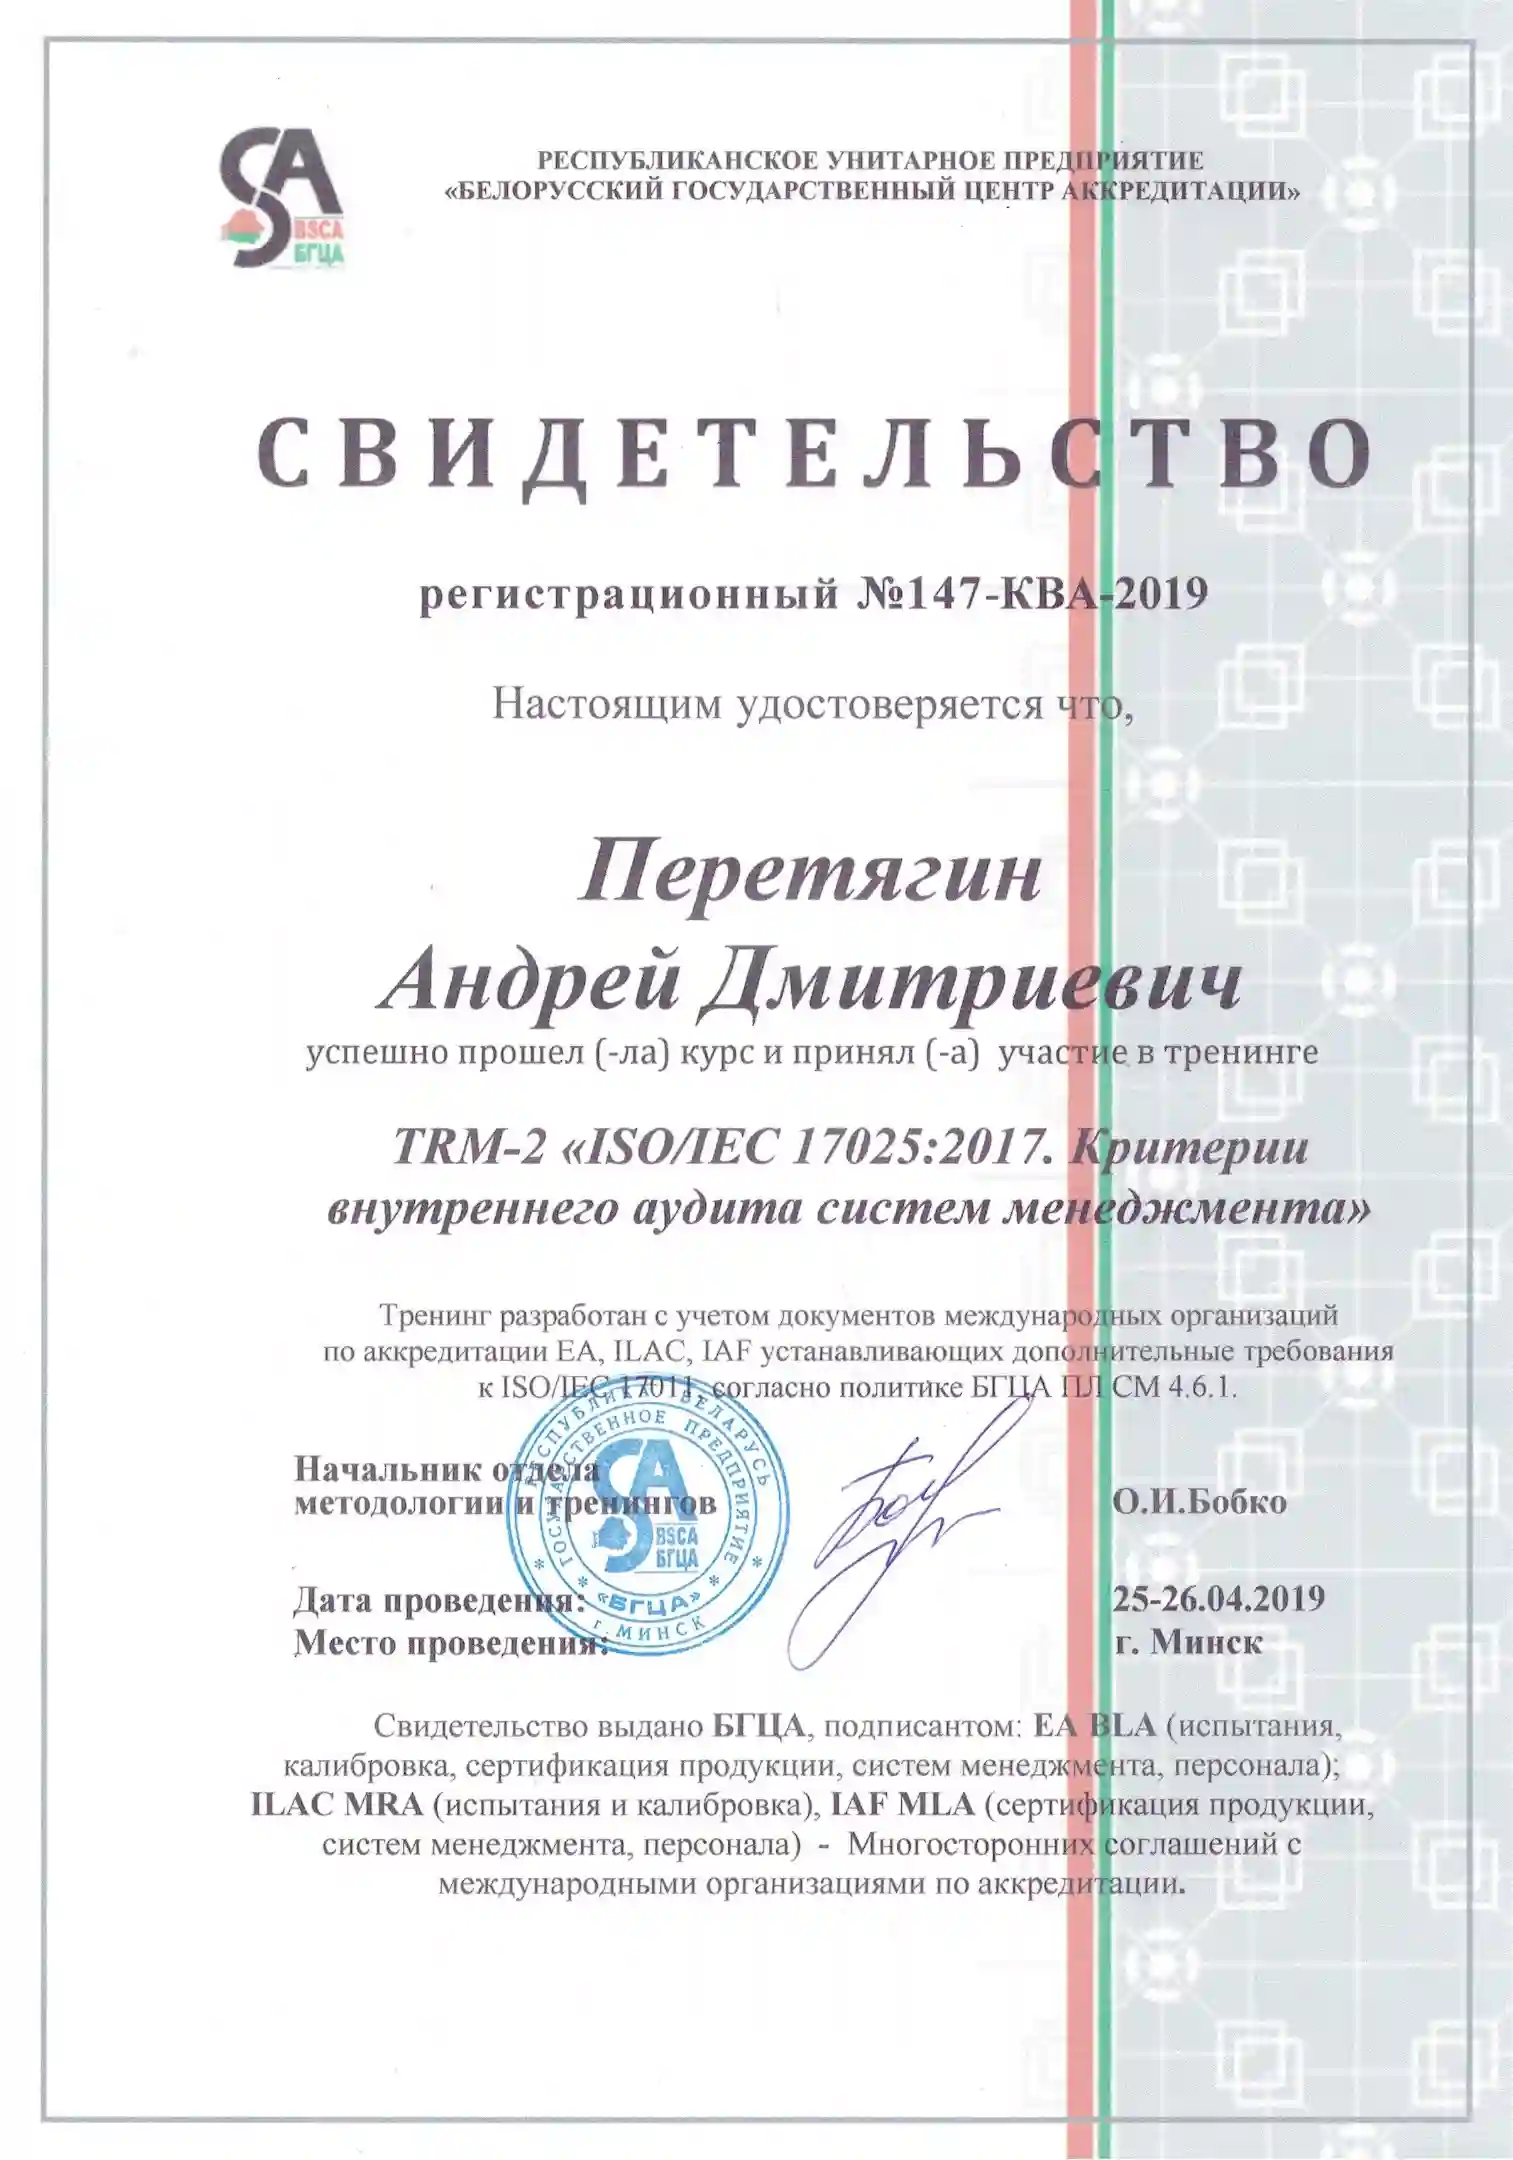 BSCA
БГЦА
РЕСПУБЛИКАНСКОЕ УНИТАРНОЕ ПРЕДПРИЯТИЕ
«БЕЛОРУССКИЙ ГОСУДАРСТВЕННЫЙ ЦЕНТР АККРЕДИТАЦИИ»
СВИДЕТЕЛЬСТВО
регистрационный №147-КВА-2019
Настоящим удостоверяется что,
Перетягин
Андрей Дмитриевич
успешно прошел (-ла) курс и принял (-а) участие в тренинге
TRM-2 «ISO/IEC 17025:2017. Критерии
внутреннего аудита систем менеджмента»
Тренинг разработан с учетом документов международных организаций
по аккредитации EA, ILAC, IAF устанавливающих дополнительные требования
к ISO/IEC 17011, согласно политике БГЦА ПЛ СМ 4.6.1.
Начальник отдела
методологии и тренингов
О.И.Бобко
РЕСПУБЛИКА БЕЛАРУСЬ
ГОСУДАРСТВЕННОЕ ПРЕДПРИЯТИЕ
BSCA
БГЦА
«БГЦА»
г. МИНСК
Дата проведения: 25-26.04.2019
Место проведения: г. Минск
Свидетельство выдано БГЦА, подписантом: EA BLA (испытания,
калибровка, сертификация продукции, систем менеджмента, персонала);
ILAC MRA (испытания и калибровка), IAF MLA (сертификация продукции,
систем менеджмента, персонала) - Многосторонних соглашений с
международными организациями по аккредитации.